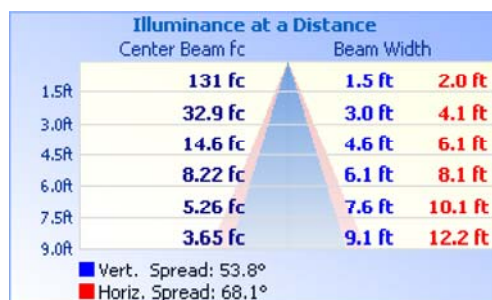 Illuminance at a Distance
Center Beam fc Beam Width
1.5ft 131 fc 1.5 ft 2.0 ft
3.0ft 32.9 fc 3.0 ft 4.1 ft
4.5ft 14.6 fc 4.6 ft 6.1 ft
6.0ft 8.22 fc 6.1 ft 8.1 ft
7.5ft 5.26 fc 7.6 ft 10.1 ft
9.0ft 3.65 fc 9.1 ft 12.2 ft
Vert. Spread: 53.8°
Horiz. Spread: 68.1°